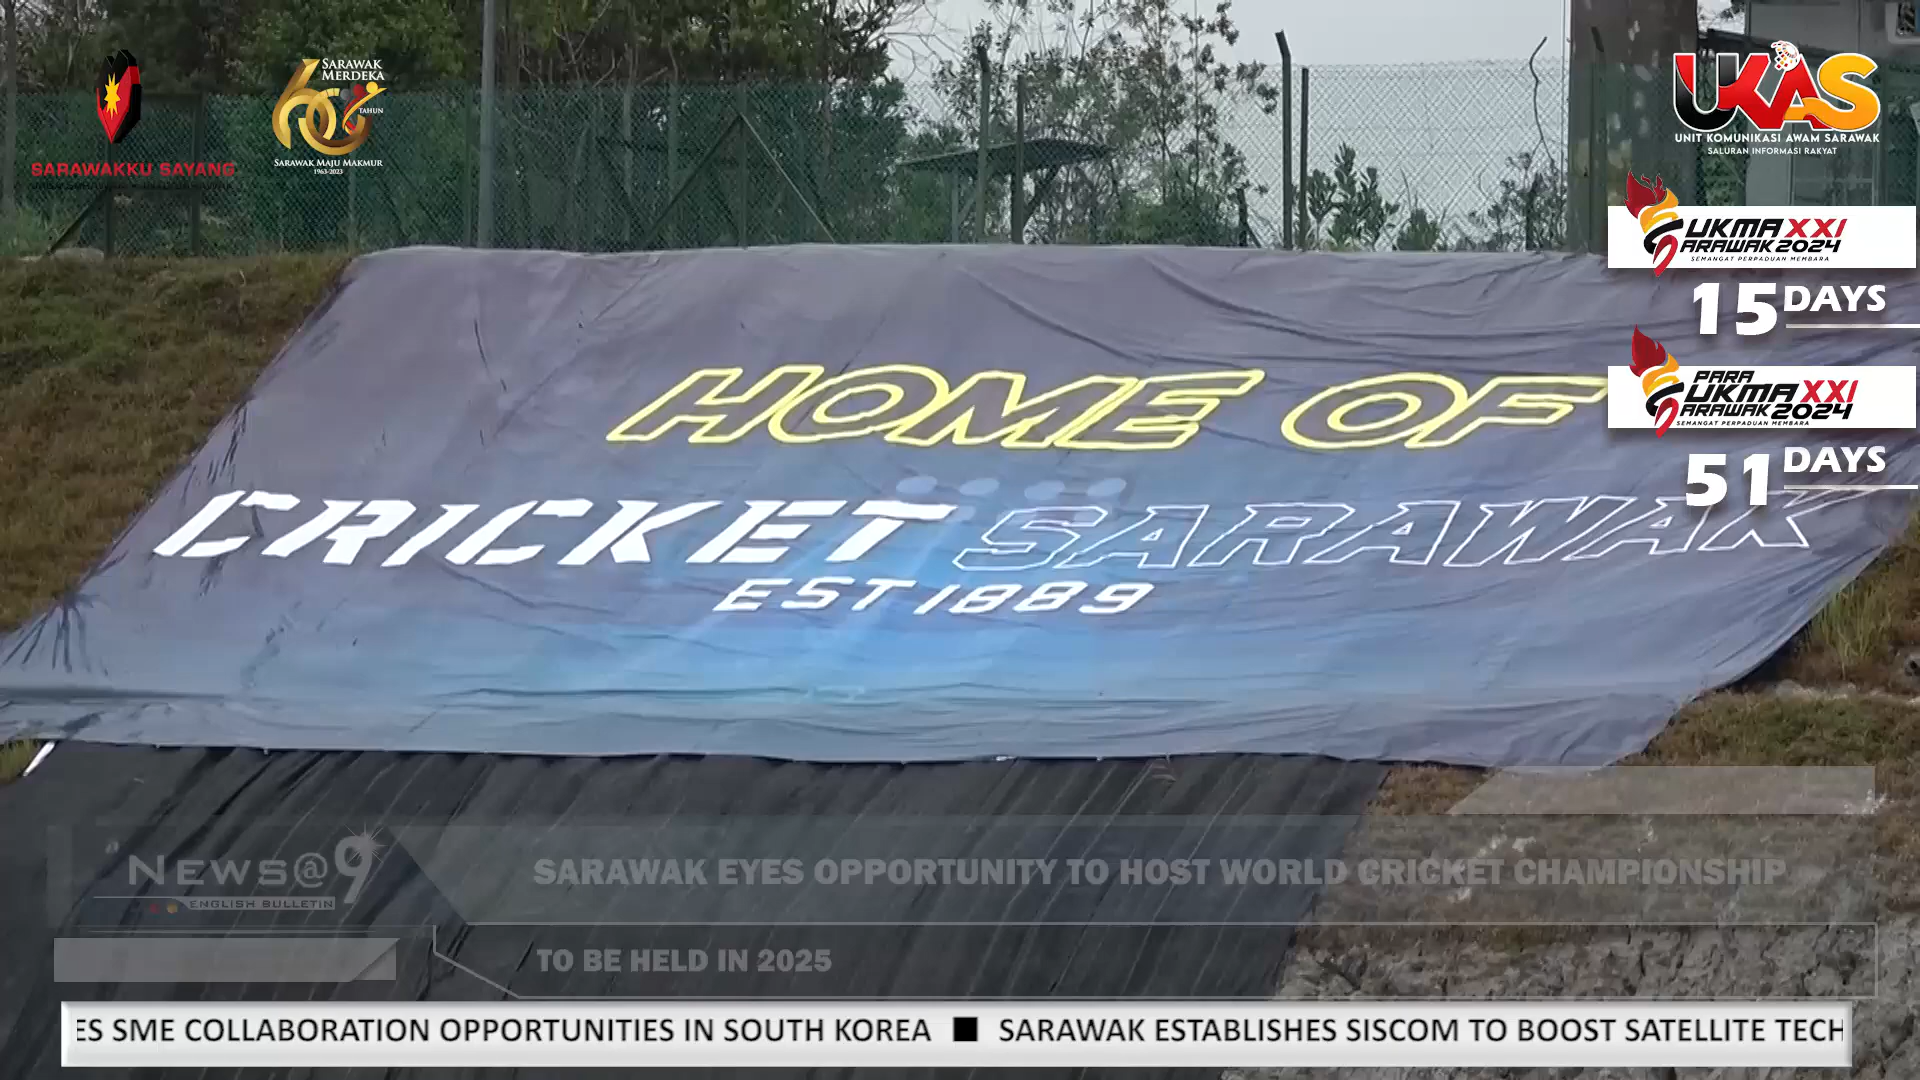 SARAWAKKU SAYANG
SARAWAK
MERDEKA
60
TAHUN
SARAWAK MAJU MAKMUR
1963-2023
UKAS
UNIT KOMUNIKASI AWAM SARAWAK
SALURAN INFORMASI RAKYAT
SUKMA XXI
SARAWAK 2024
SEMANGAT PERPADUAN MEMBARA
15 DAYS
PARA
SUKMA XXI
SARAWAK 2024
SEMANGAT PERPADUAN MEMBARA
51 DAYS
HOME OF
CRICKET SARAWAK
EST 1889
NEWS@9
ENGLISH BULLETIN
SARAWAK EYES OPPORTUNITY TO HOST WORLD CRICKET CHAMPIONSHIP
TO BE HELD IN 2025
ES SME COLLABORATION OPPORTUNITIES IN SOUTH KOREA ■ SARAWAK ESTABLISHES SISCOM TO BOOST SATELLITE TECH